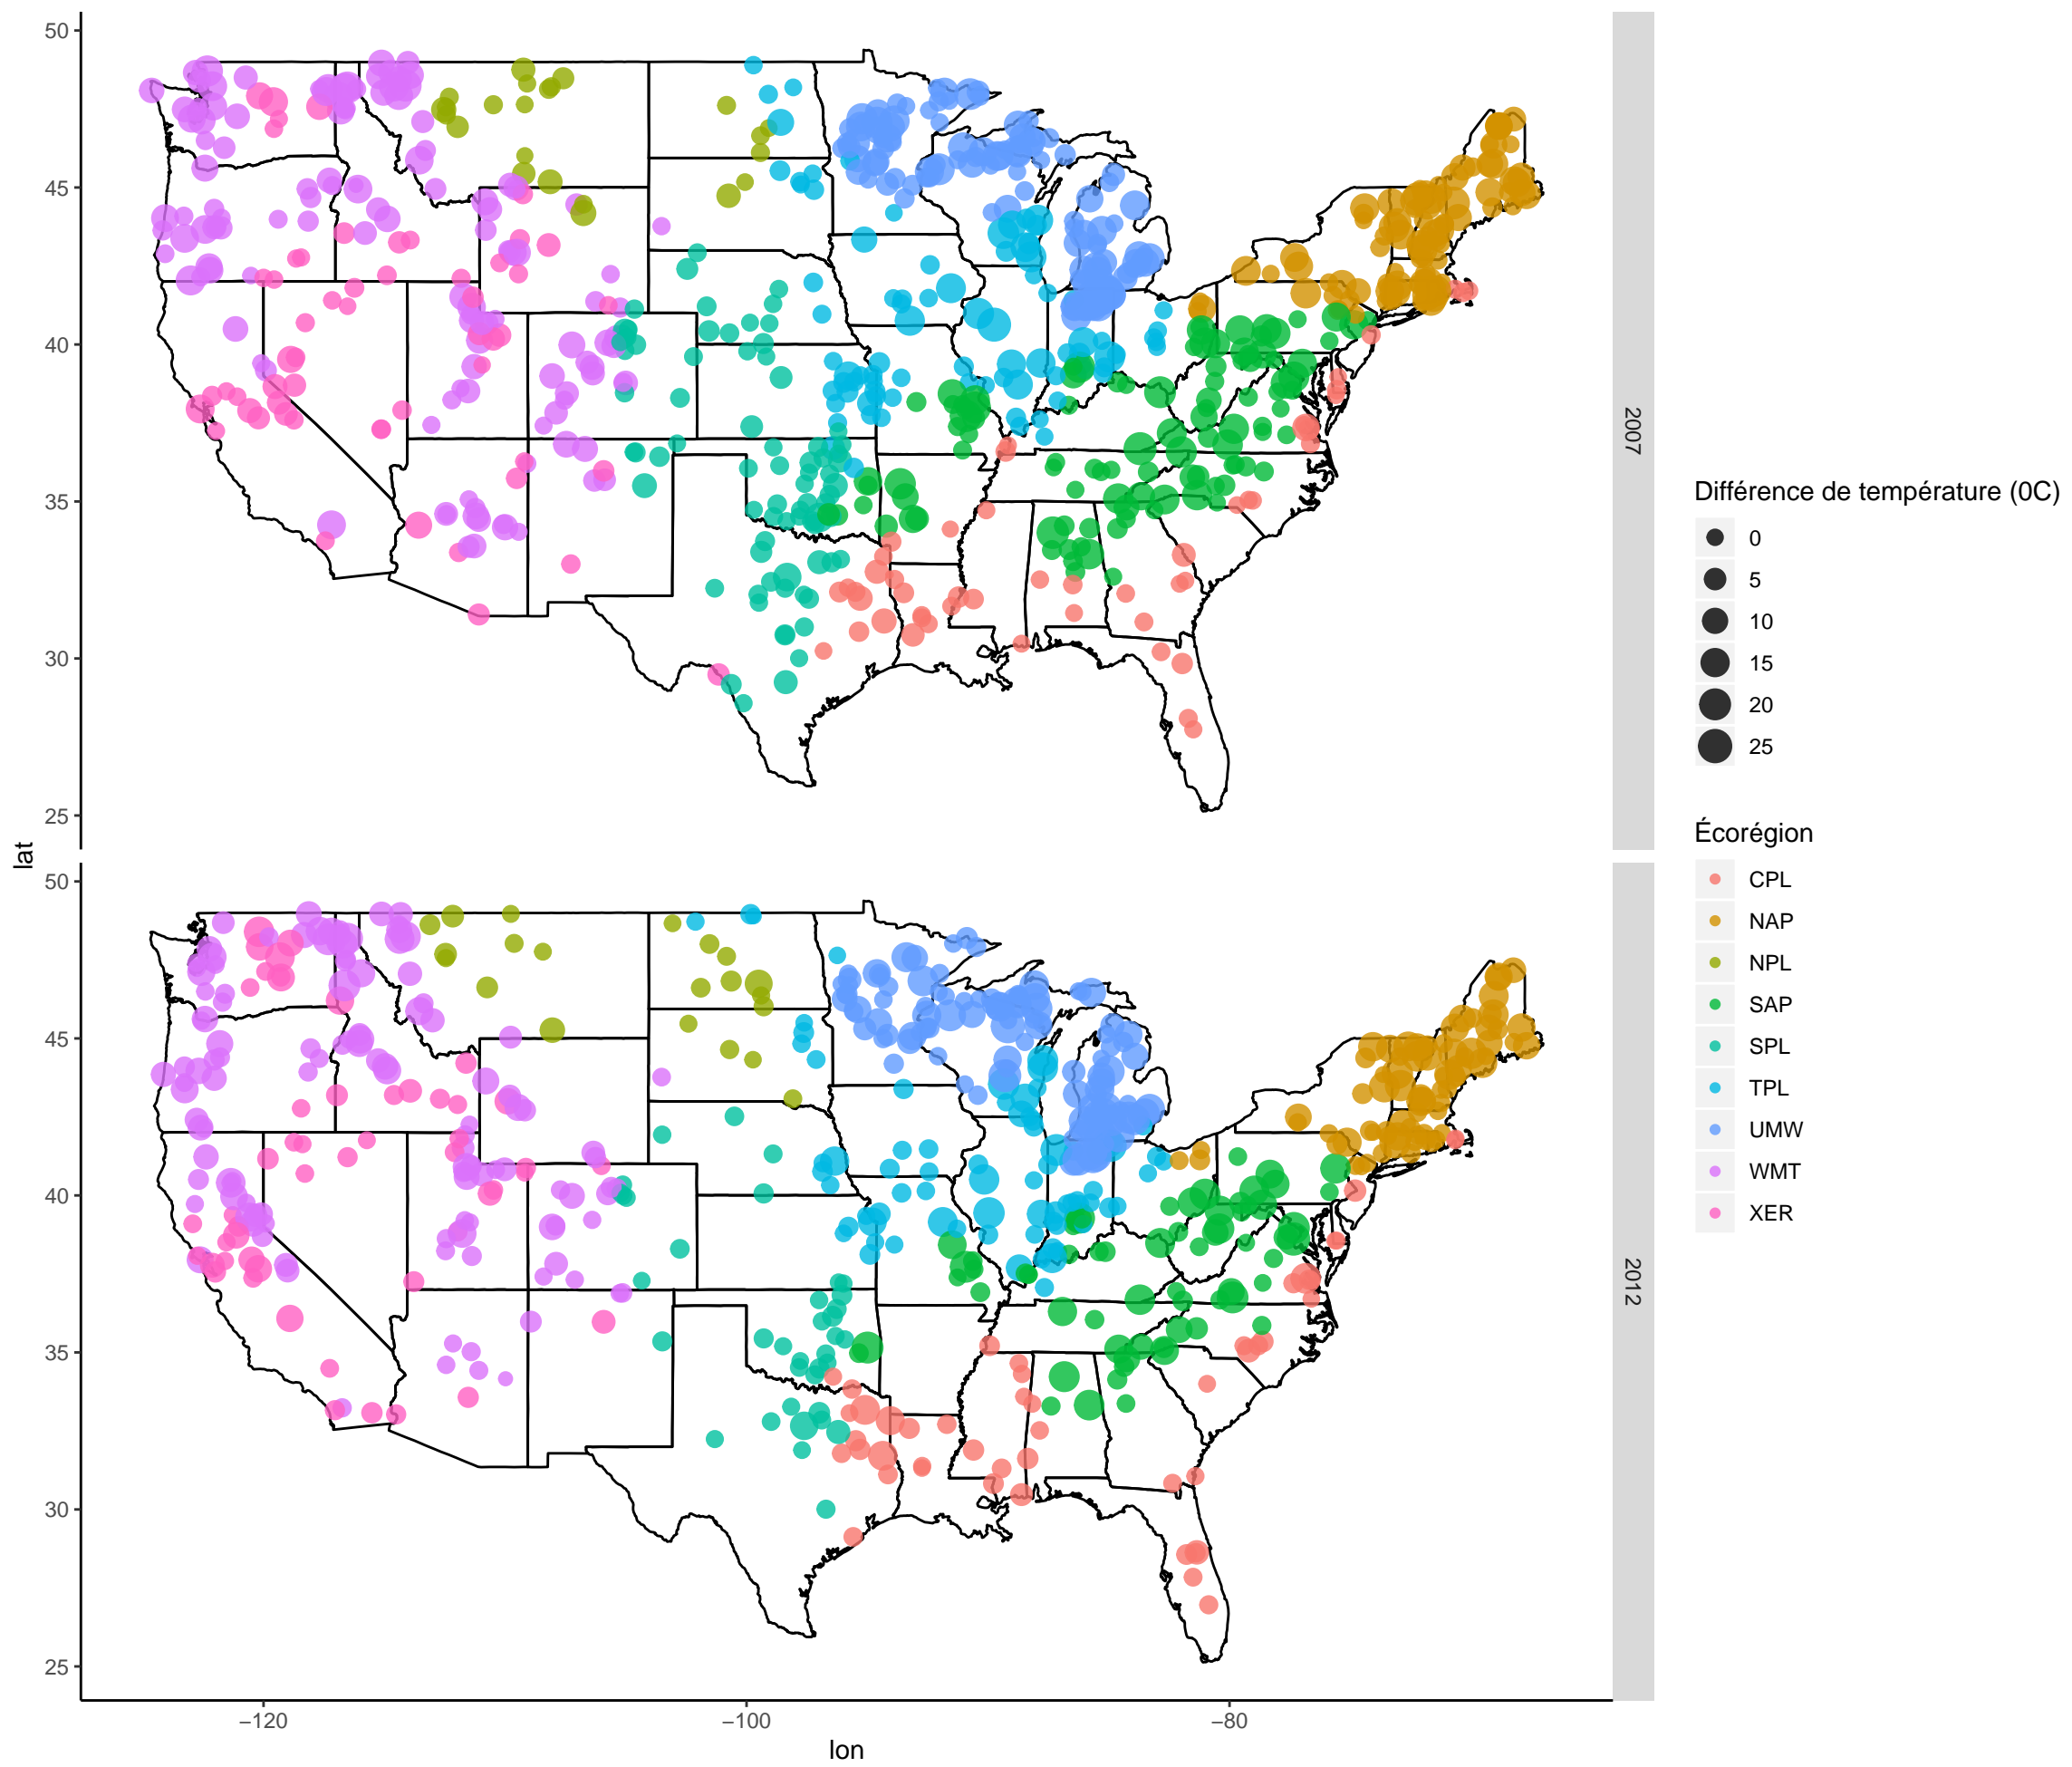 50
45
40
35
30
25
2007
50
45
40
35
30
25
2012
lat
−120
−100
−80
lon
Différence de température (0C)
0
5
10
15
20
25
Écorégion
CPL
NAP
NPL
SAP
SPL
TPL
UMW
WMT
XER